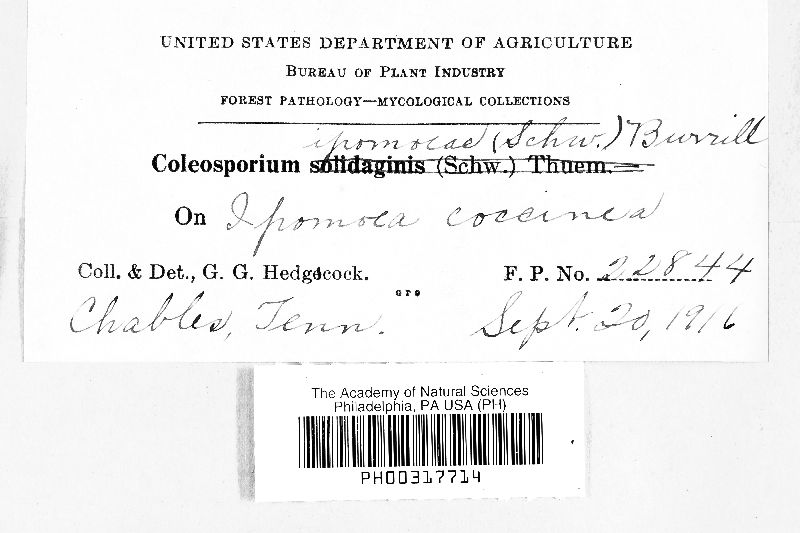 UNITED STATES DEPARTMENT OF AGRICULTURE
BUREAU OF PLANT INDUSTRY
FOREST PATHOLOGY—MYCOLOGICAL COLLECTIONS
ipomoeae (Schw.) Burrill
Coleosporium solidaginis (Schw.) Thuem.
On Ipomoea coccinea
Coll. & Det., G. G. Hedgcock. F. P. No. 22844
GPO
Chables, Tenn. Sept. 20, 1916
The Academy of Natural Sciences
Philadelphia, PA USA (PH)
PH00317714